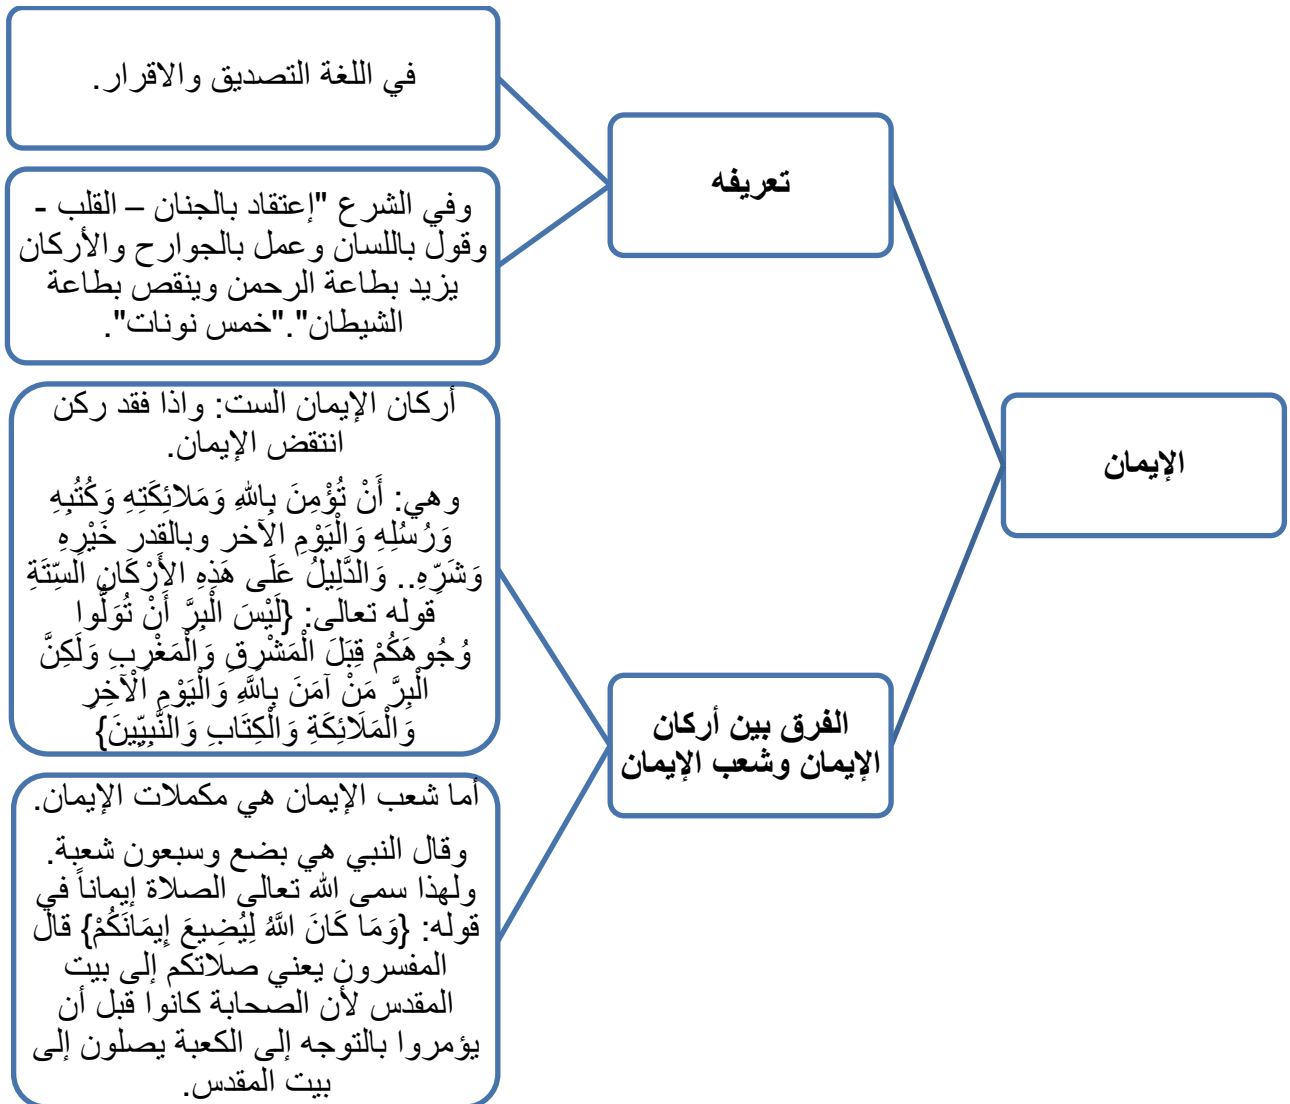 الإيمان
تعريفه
في اللغة التصديق والاقرار.
وفي الشرع "إعتقاد بالجنان – القلب -
وقول باللسان وعمل بالجوارح والأركان
يزيد بطاعة الرحمن وينقص بطاعة
الشيطان"."خمس نونات".
الفرق بين أركان
الإيمان وشعب الإيمان
أركان الإيمان الست: واذا فقد ركن
انتقض الإيمان.
وهي: أَنْ تُؤْمِنَ بِاللهِ وَمَلائِكَتِهِ وَكُتُبِهِ
وَرُسُلِهِ وَالْيَوْمِ الآخر وبالقدر خَيْرِهِ
وَشَرِّهِ.. وَالدَّلِيلُ عَلَى هَذِهِ الأَرْكَانِ السِّتَةِ
قوله تعالى: {لَيْسَ الْبِرَّ أَنْ تُوَلُّوا
وُجُوهَكُمْ قِبَلَ الْمَشْرِقِ وَالْمَغْرِبِ وَلَكِنَّ
الْبِرَّ مَنْ آمَنَ بِاللَّهِ وَالْيَوْمِ الْآخِرِ
وَالْمَلَائِكَةِ وَالْكِتَابِ وَالنَّبِيِّينَ}
أما شعب الإيمان هي مكملات الإيمان.
وقال النبي هي بضع وسبعون شعبة.
ولهذا سمى الله تعالى الصلاة إيماناً في
قوله: {وَمَا كَانَ اللَّهُ لِيُضِيعَ إِيمَانَكُمْ} قال
المفسرون يعني صلاتكم إلى بيت
المقدس لأن الصحابة كانوا قبل أن
يؤمروا بالتوجه إلى الكعبة يصلون إلى
بيت المقدس.